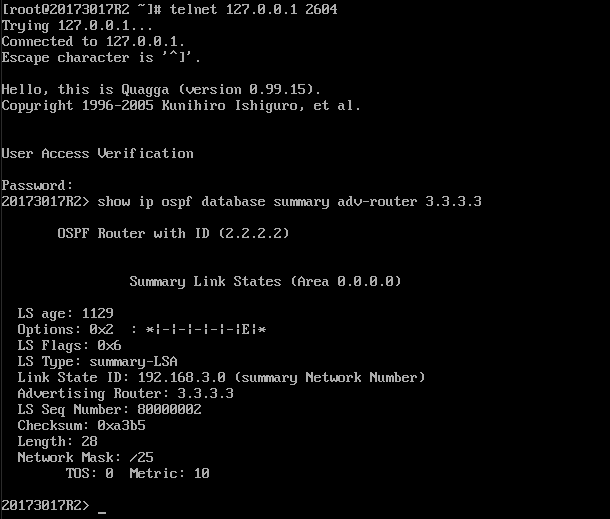 [root@20173017R2 ~]# telnet 127.0.0.1 2604
Trying 127.0.0.1...
Connected to 127.0.0.1.
Escape character is '^]'.
Hello, this is Quagga (version 0.99.15).
Copyright 1996-2005 Kunihiro Ishiguro, et al.
User Access Verification
Password:
20173017R2> show ip ospf database summary adv-router 3.3.3.3
OSPF Router with ID (2.2.2.2)
Summary Link States (Area 0.0.0.0)
LS age: 1129
Options: 0x2  : *|-|-|-|-|-|E|*
LS Flags: 0x6
LS Type: summary-LSA
Link State ID: 192.168.3.0 (summary Network Number)
Advertising Router: 3.3.3.3
LS Seq Number: 80000002
Checksum: 0xa3b5
Length: 28
Network Mask: /25
TOS: 0  Metric: 10
20173017R2> _